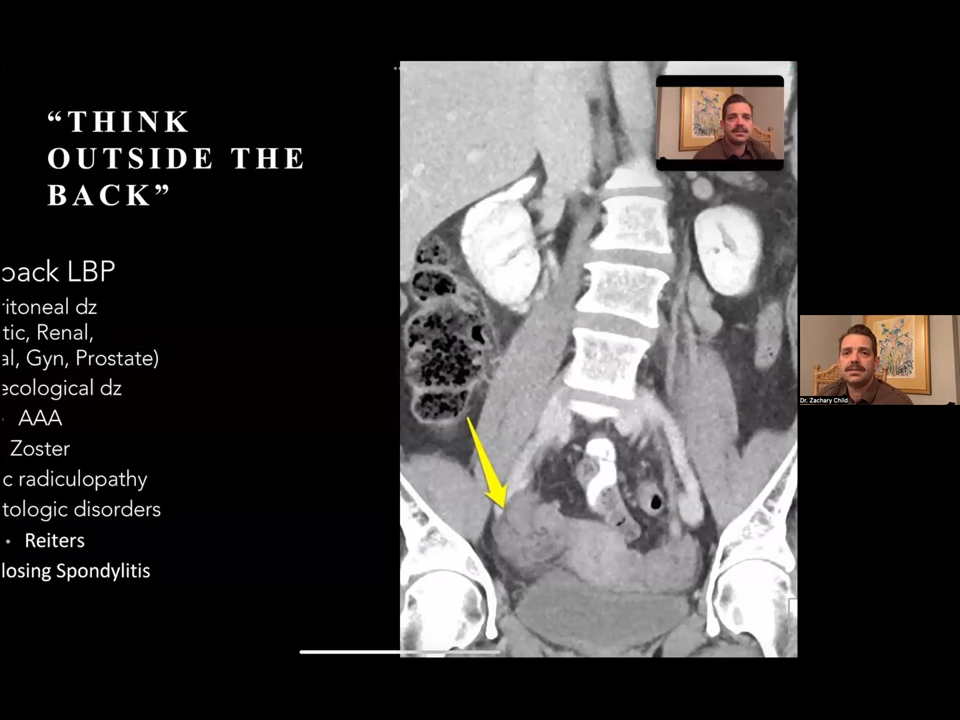 “THINK
OUTSIDE THE
BACK”
back LBP
ritoneal dz
tic, Renal,
al, Gyn, Prostate)
ecological dz
AAA
Zoster
c radiculopathy
tologic disorders
• Reiters
losing Spondylitis
Dr. Zachary Child